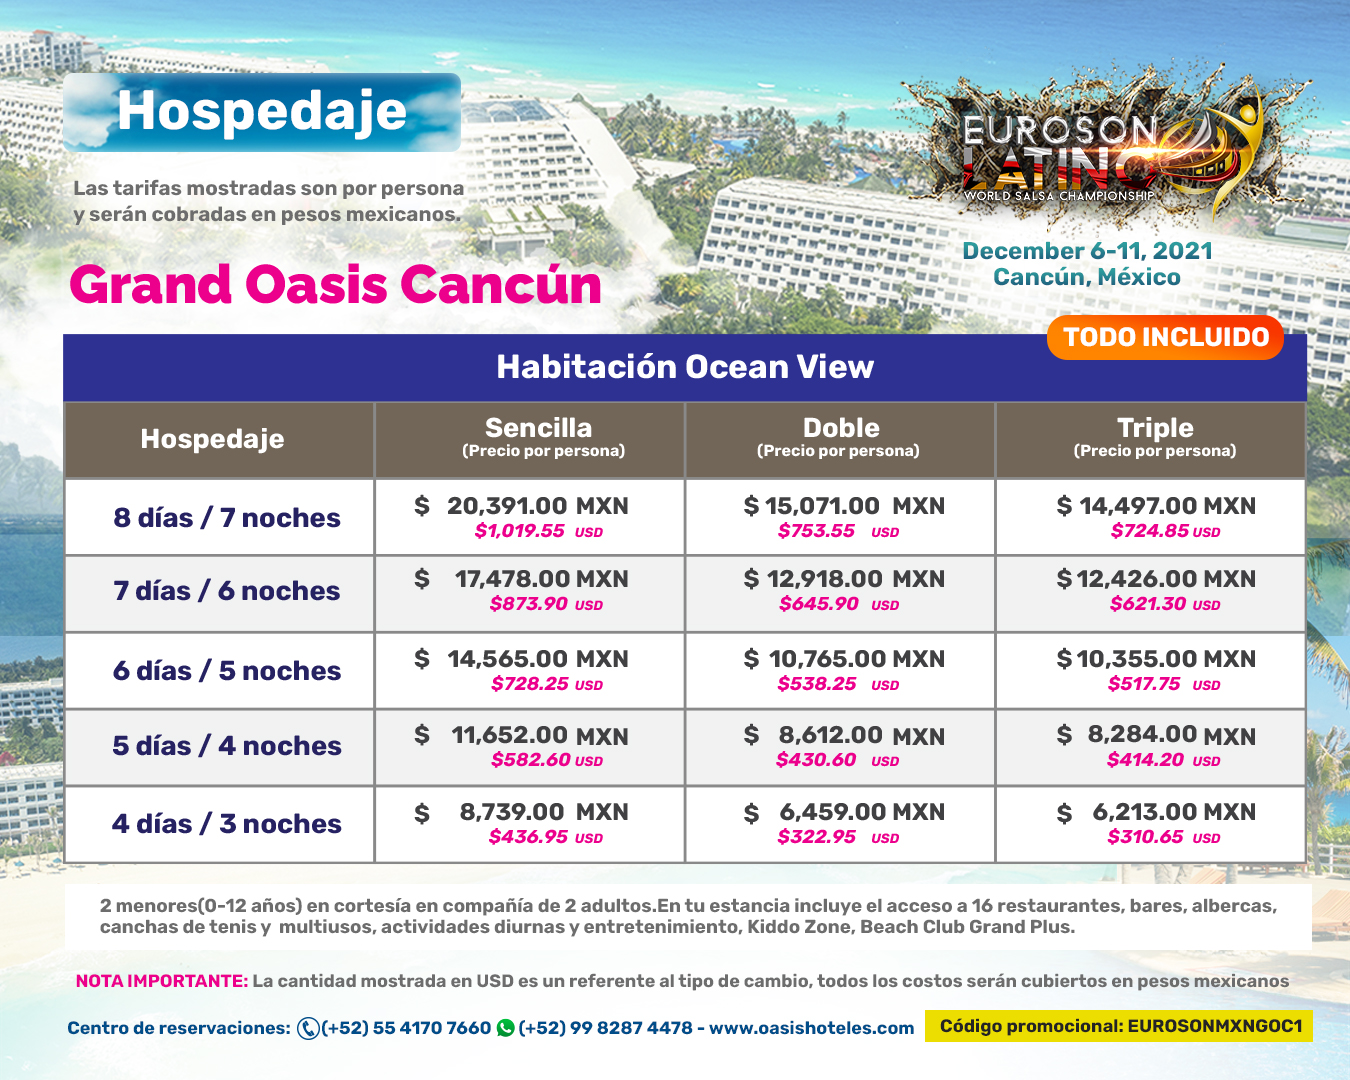 Hospedaje
Las tarifas mostradas son por persona
y serán cobradas en pesos mexicanos.
EUROSON
LATINO
WORLD SALSA CHAMPIONSHIP
December 6-11, 2021
Cancún, México
Grand Oasis Cancún
TODO INCLUIDO
Habitación Ocean View
Hospedaje Sencilla (Precio por persona) Doble (Precio por persona) Triple (Precio por persona)
8 días / 7 noches $ 20,391.00 MXN $ 15,071.00 MXN $ 14,497.00 MXN
$1,019.55 USD $753.55 USD $724.85 USD
7 días / 6 noches $ 17,478.00 MXN $ 12,918.00 MXN $ 12,426.00 MXN
$873.90 USD $645.90 USD $621.30 USD
6 días / 5 noches $ 14,565.00 MXN $ 10,765.00 MXN $ 10,355.00 MXN
$728.25 USD $538.25 USD $517.75 USD
5 días / 4 noches $ 11,652.00 MXN $ 8,612.00 MXN $ 8,284.00 MXN
$582.60 USD $430.60 USD $414.20 USD
4 días / 3 noches $ 8,739.00 MXN $ 6,459.00 MXN $ 6,213.00 MXN
$436.95 USD $322.95 USD $310.65 USD
2 menores(0-12 años) en cortesía en compañía de 2 adultos.En tu estancia incluye el acceso a 16 restaurantes, bares, albercas,
canchas de tenis y multiusos, actividades diurnas y entretenimiento, Kiddo Zone, Beach Club Grand Plus.
NOTA IMPORTANTE: La cantidad mostrada en USD es un referente al tipo de cambio, todos los costos serán cubiertos en pesos mexicanos
Centro de reservaciones: (+52) 55 4170 7660 (+52) 99 8287 4478 - www.oasishoteles.com
Código promocional: EUROSONMXNGOC1